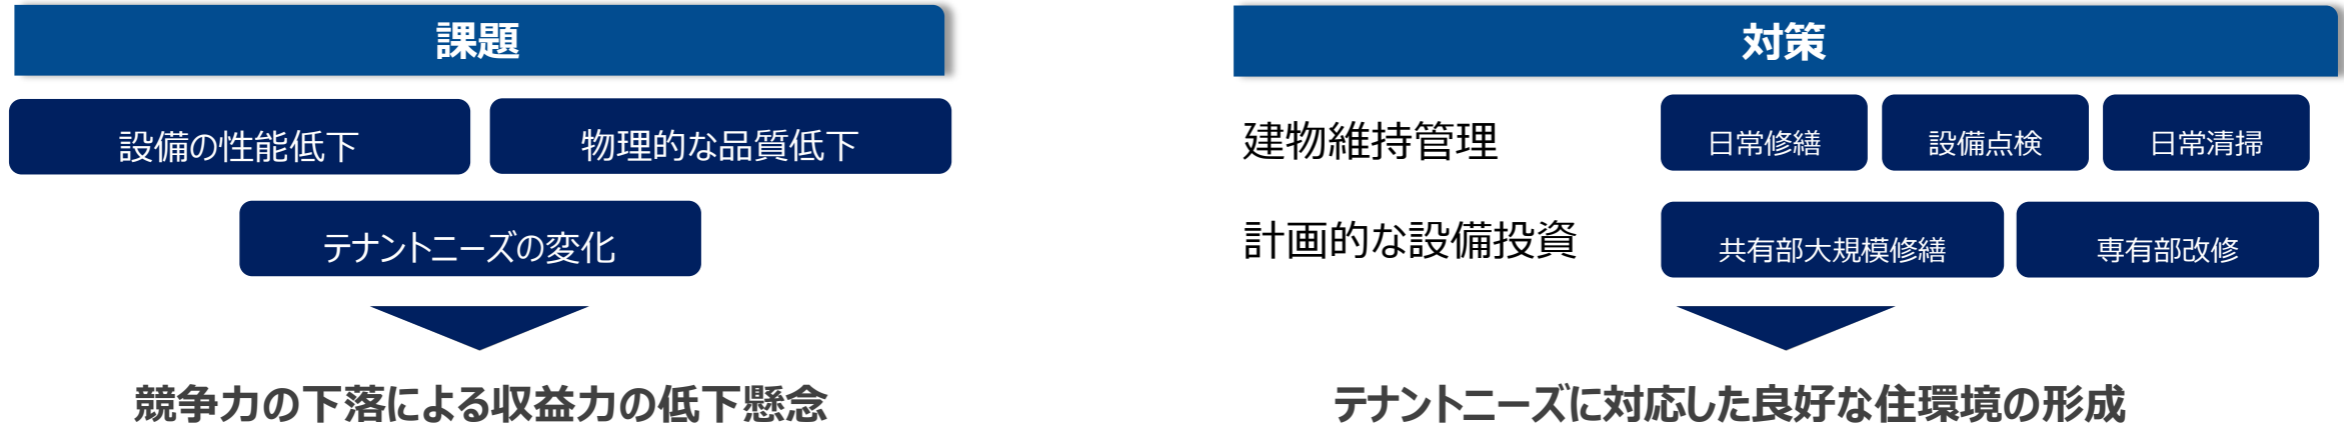 課題
設備の性能低下
物理的な品質低下
テナントニーズの変化
競争力の下落による収益力の低下懸念
対策
建物維持管理
日常修繕
設備点検
日常清掃
計画的な設備投資
共有部大規模修繕
専有部改修
テナントニーズに対応した良好な住環境の形成